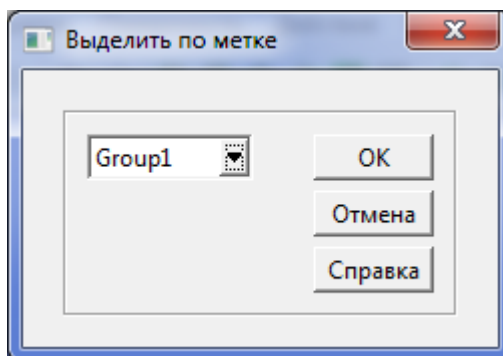 Выделить по метке
Group1
OK
Отмена
Справка